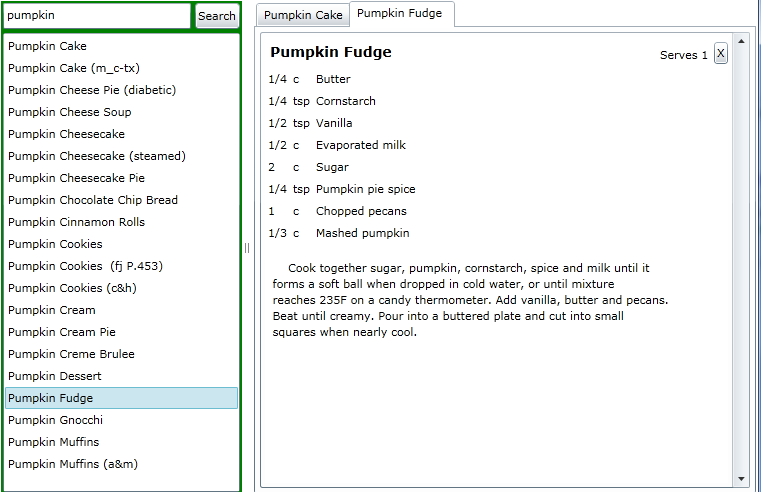 pumpkin
Search
Pumpkin Cake
Pumpkin Cake (m_c-tx)
Pumpkin Cheese Pie (diabetic)
Pumpkin Cheese Soup
Pumpkin Cheesecake
Pumpkin Cheesecake (steamed)
Pumpkin Cheesecake Pie
Pumpkin Chocolate Chip Bread
Pumpkin Cinnamon Rolls
Pumpkin Cookies
Pumpkin Cookies  (fj P.453)
Pumpkin Cookies (c&h)
Pumpkin Cream
Pumpkin Cream Pie
Pumpkin Creme Brulee
Pumpkin Dessert
Pumpkin Fudge
Pumpkin Gnocchi
Pumpkin Muffins
Pumpkin Muffins (a&m)
Pumpkin Cake
Pumpkin Fudge
Pumpkin Fudge
Serves 1
X
1/4 c Butter
1/4 tsp Cornstarch
1/2 tsp Vanilla
1/2 c Evaporated milk
2 c Sugar
1/4 tsp Pumpkin pie spice
1 c Chopped pecans
1/3 c Mashed pumpkin
Cook together sugar, pumpkin, cornstarch, spice and milk until it
forms a soft ball when dropped in cold water, or until mixture
reaches 235F on a candy thermometer. Add vanilla, butter and pecans.
Beat until creamy. Pour into a buttered plate and cut into small
squares when nearly cool.